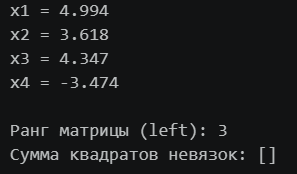 x1 = 4.994
x2 = 3.618
x3 = 4.347
x4 = -3.474
Ранг матрицы (left): 3
Сумма квадратов невязок: []